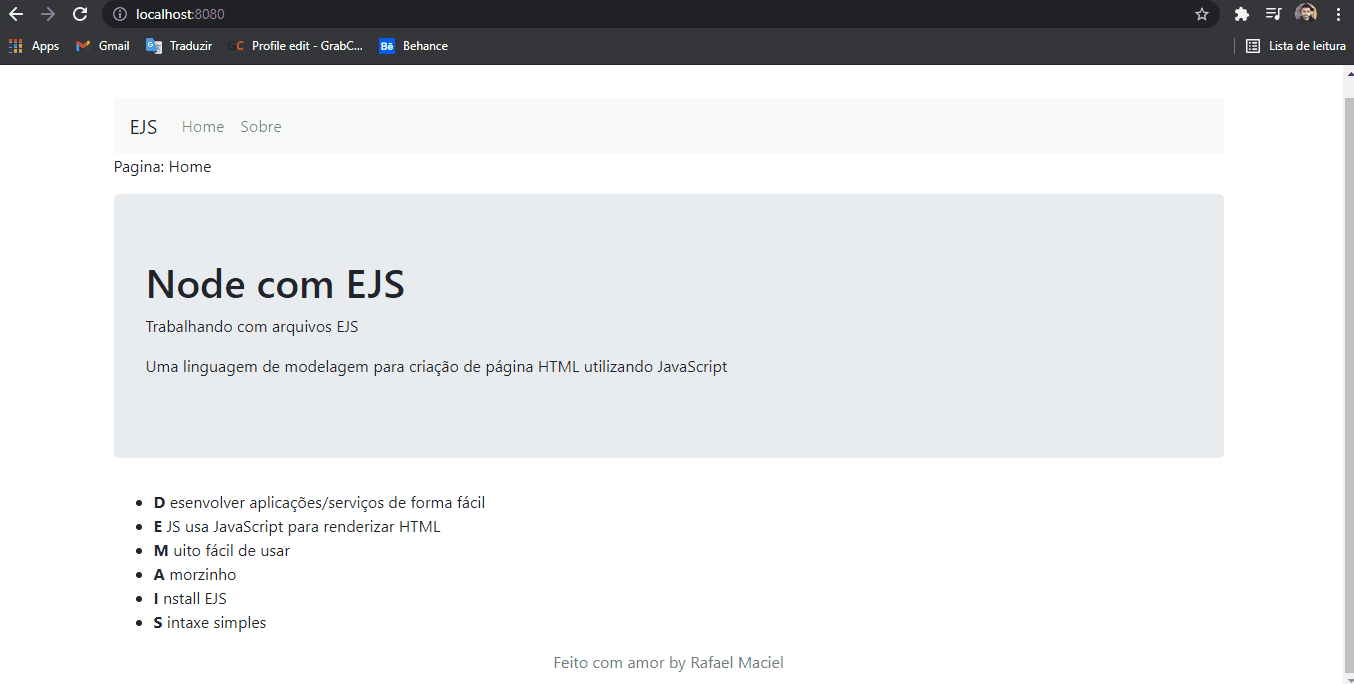 localhost:8080
Apps Gmail Traduzir Profile edit - GrabC... Behance Lista de leitura
EJS Home Sobre
Pagina: Home
Node com EJS
Trabalhando com arquivos EJS
Uma linguagem de modelagem para criação de página HTML utilizando JavaScript
D esenvolver aplicações/serviços de forma fácil
E JS usa JavaScript para renderizar HTML
M uito fácil de usar
A morzinho
I nstall EJS
S intaxe simples
Feito com amor by Rafael Maciel